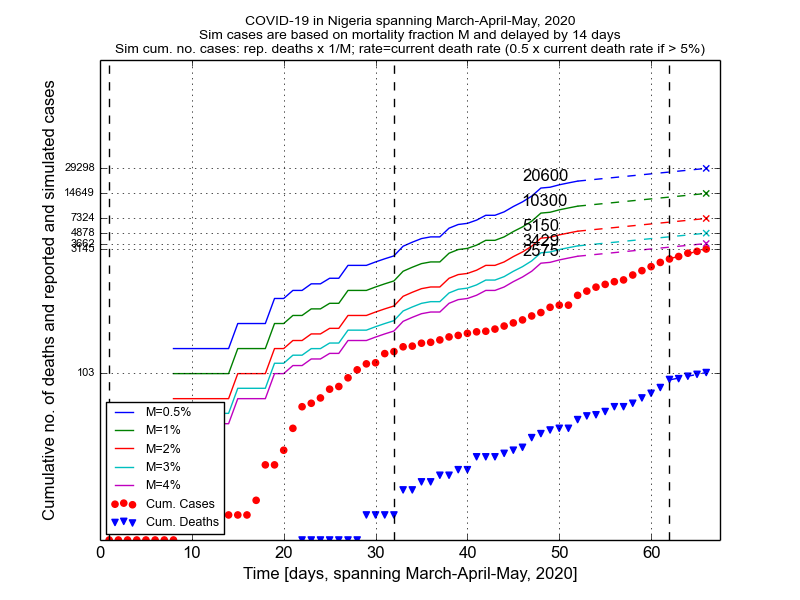 COVID-19 in Nigeria spanning March-April-May, 2020
Sim cases are based on mortality fraction M and delayed by 14 days
Sim cum. no. cases: rep. deaths x 1/M; rate=current death rate (0.5 x current death rate if > 5%)
Cumulative no. of deaths and reported and simulated cases
29298
14649
7324
4878
3662
3145
103
20600
10300
5150
3429
2575
M=0.5%
M=1%
M=2%
M=3%
M=4%
Cum. Cases
Cum. Deaths
0 10 20 30 40 50 60
Time [days, spanning March-April-May, 2020]